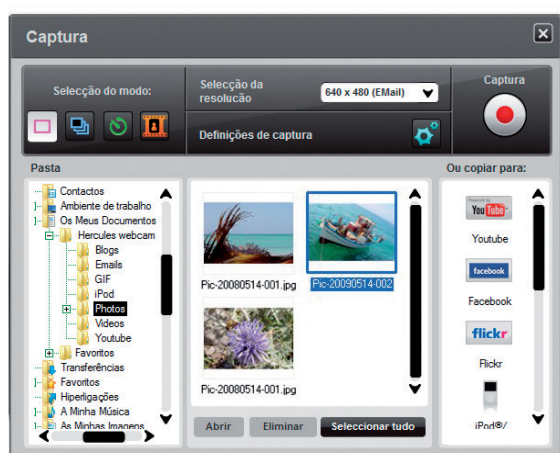 Captura
Selecção do modo:
Selecção da
resolucão
640 x 480 (EMail)
Captura
Definições de captura
Pasta
Ou copiar para:
Contactos
Ambiente de trabalho
Os Meus Documentos
Hercules webcam
Blogs
Emails
GIF
iPod
Photos
Videos
Youtube
Favoritos
Transferências
Favoritos
Hiperligações
A Minha Música
As Minhas Imagens
Pic-20080514-001.jpg
Pic-20090514-002
Pic-20080514-001.jpg
Abrir
Eliminar
Seleccionar tudo
You Tube
Youtube
facebook
Facebook
flickr
Flickr
iPod®/